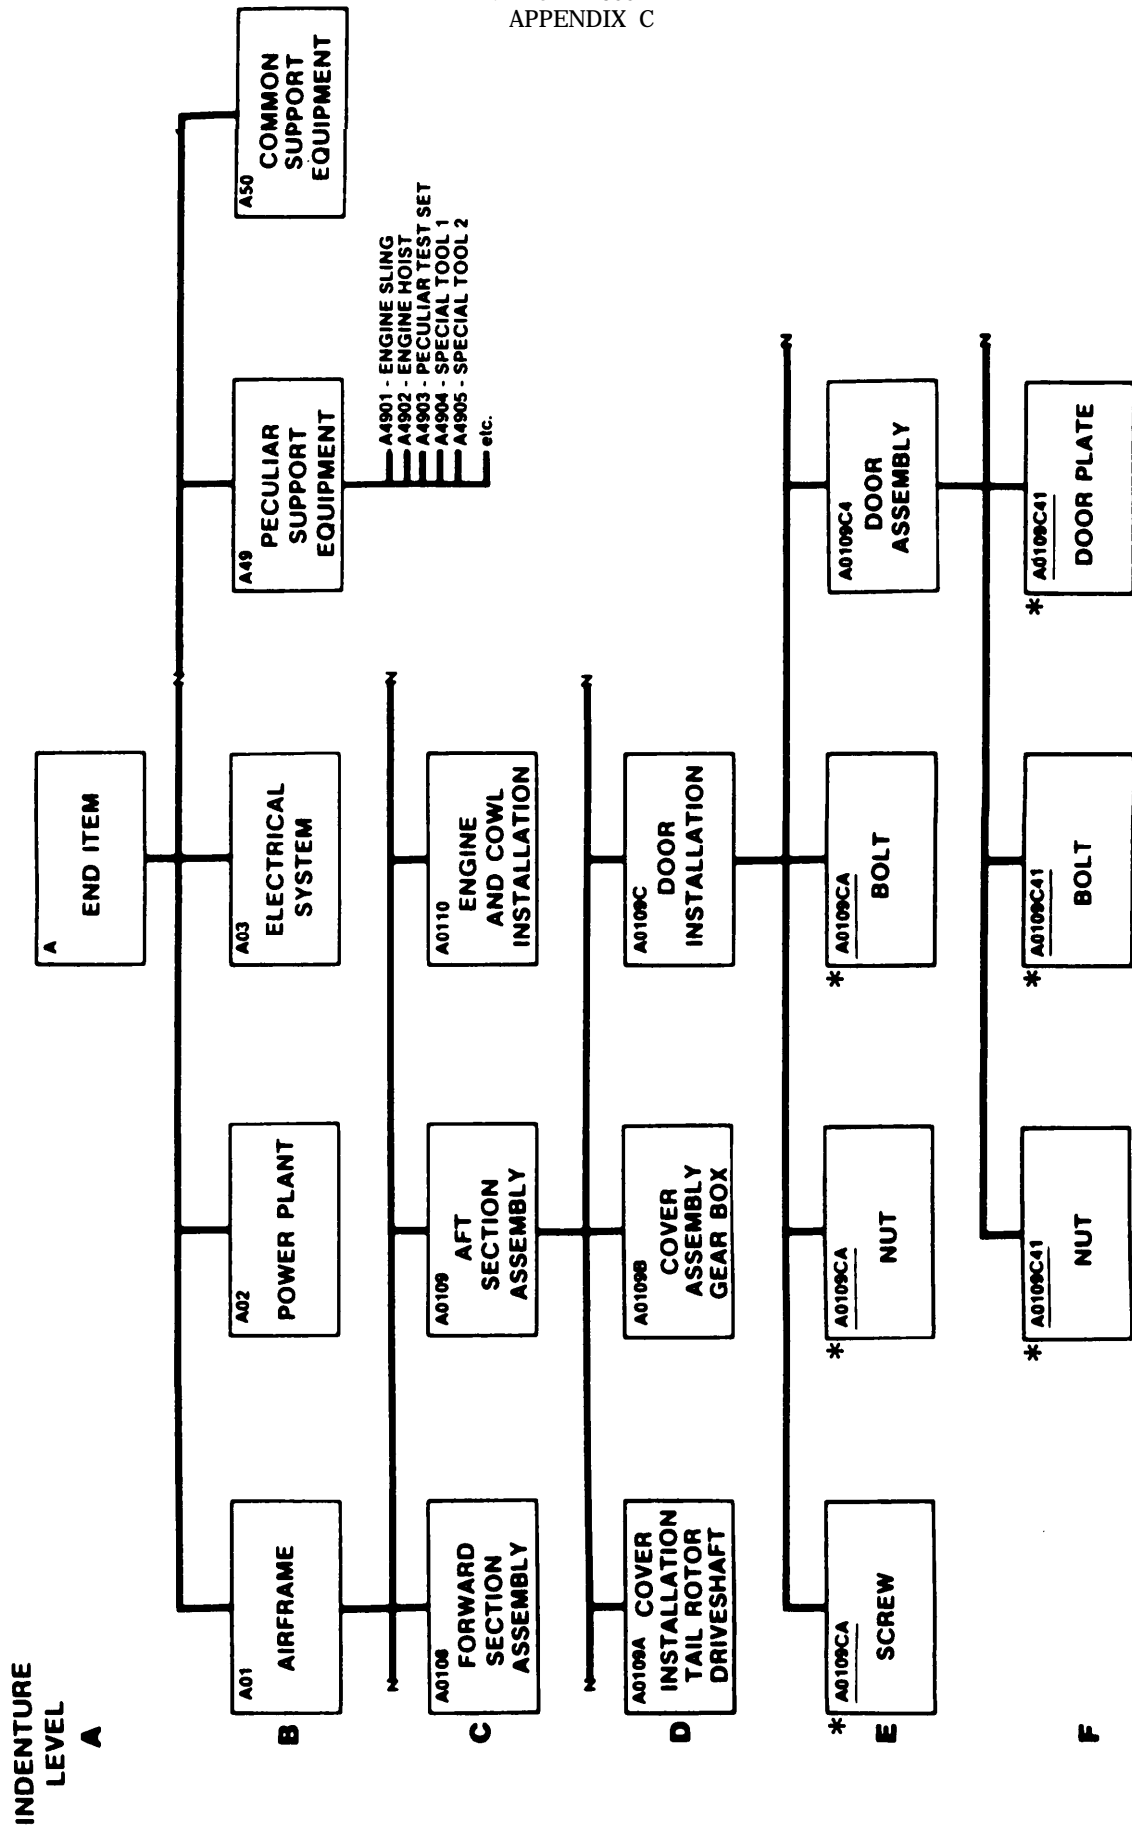 APPENDIX C
INDENTURE
LEVEL
A
A
END ITEM
B
A01
AIRFRAME
A02
POWER PLANT
A03
ELECTRICAL
SYSTEM
A49
PECULIAR
SUPPORT
EQUIPMENT
A50
COMMON
SUPPORT
EQUIPMENT
A4901 - ENGINE SLING
A4902 - ENGINE HOIST
A4903 - PECULIAR TEST SET
A4904 - SPECIAL TOOL 1
A4905 - SPECIAL TOOL 2
etc.
C
N
A0108
FORWARD
SECTION
ASSEMBLY
A0109
AFT
SECTION
ASSEMBLY
A0110
ENGINE
AND COWL
INSTALLATION
N
D
N
A0109A COVER
INSTALLATION
TAIL ROTOR
DRIVESHAFT
A0109B
COVER
ASSEMBLY
GEAR BOX
A0109C
DOOR
INSTALLATION
N
E
* A0109CA
SCREW
* A0109CA
NUT
* A0109CA
BOLT
A0109C4
DOOR
ASSEMBLY
N
F
* A0109C41
NUT
* A0109C41
BOLT
* A0109C41
DOOR PLATE
N